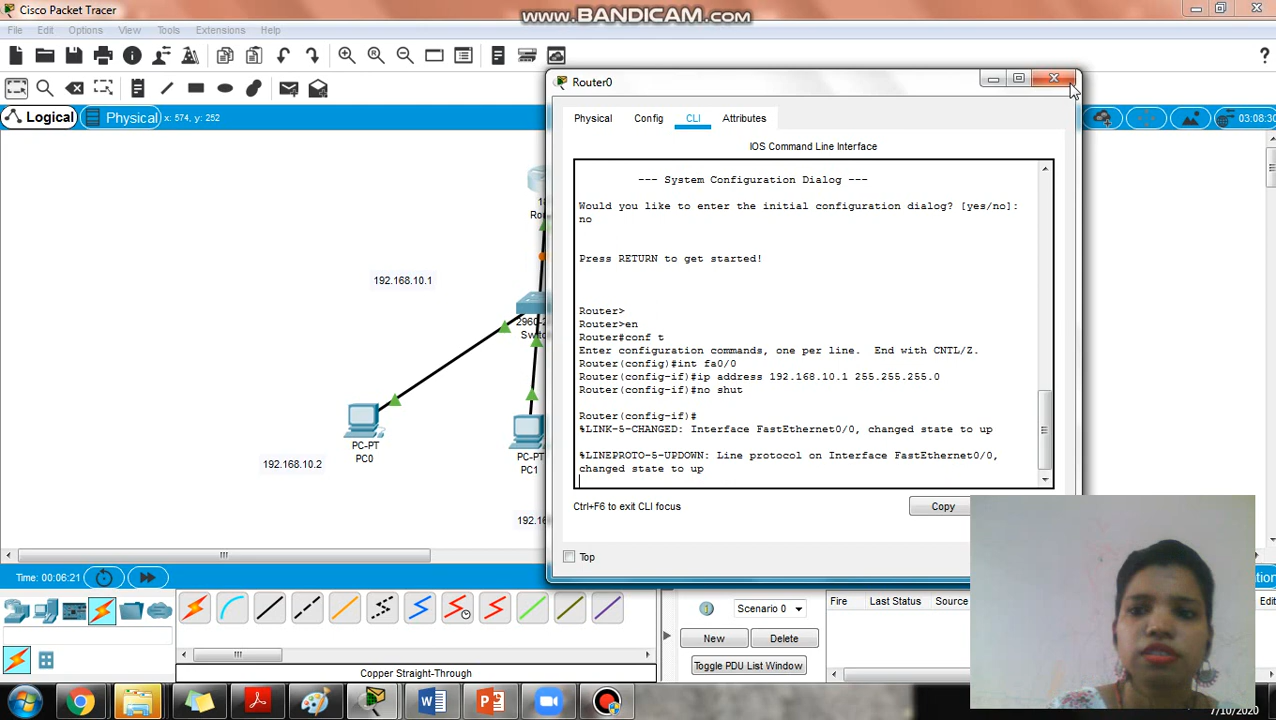 Cisco Packet Tracer
www.BANDICAM.com
File Edit Options View Tools Extensions Help
?
Logical
Physical
x: 574, y: 252
03:08:30
192.168.10.1
PC-PT
PC0
192.168.10.2
PC-PT
PC1
Router0
Physical
Config
CLI
Attributes
IOS Command Line Interface
--- System Configuration Dialog ---
Would you like to enter the initial configuration dialog? [yes/no]:
no
Press RETURN to get started!
Router>
Router>en
Router#conf t
Enter configuration commands, one per line. End with CNTL/Z.
Router(config)#int fa0/0
Router(config-if)#ip address 192.168.10.1 255.255.255.0
Router(config-if)#no shut
Router(config-if)#
%LINK-5-CHANGED: Interface FastEthernet0/0, changed state to up
%LINEPROTO-5-UPDOWN: Line protocol on Interface FastEthernet0/0,
changed state to up
Ctrl+F6 to exit CLI focus
Copy
Top
Time: 00:06:21
Scenario 0
New
Delete
Toggle PDU List Window
Fire Last Status Source
Copper Straight-Through
7/10/2020